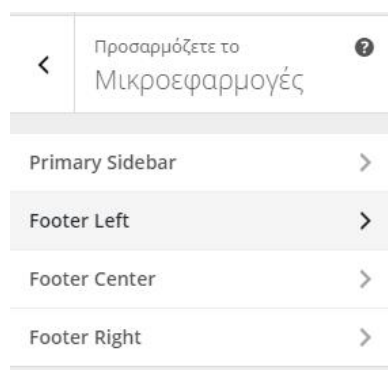 Προσαρμόζετε το
Μικροεφαρμογές
Primary Sidebar
Footer Left
Footer Center
Footer Right